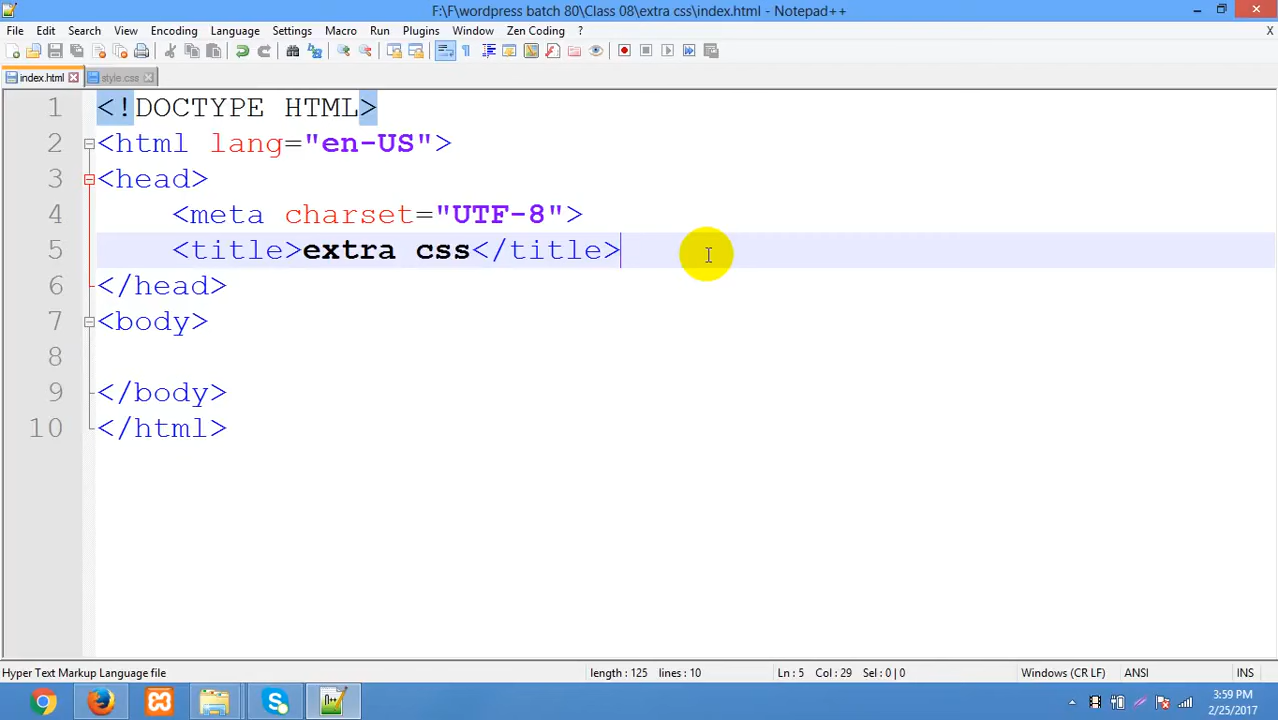 F:\F\wordpress batch 80\Class 08\extra css\index.html - Notepad++
File Edit Search View Encoding Language Settings Macro Run Plugins Window Zen Coding ? X
index.html style.css
1 <!DOCTYPE HTML>
2 <html lang="en-US">
3 <head>
4 <meta charset="UTF-8">
5 <title>extra css</title>
6 </head>
7 <body>
8
9 </body>
10 </html>
Hyper Text Markup Language file length : 125 lines : 10 Ln : 5 Col : 29 Sel : 0 | 0 Windows (CR LF) ANSI INS
3:59 PM
2/25/2017